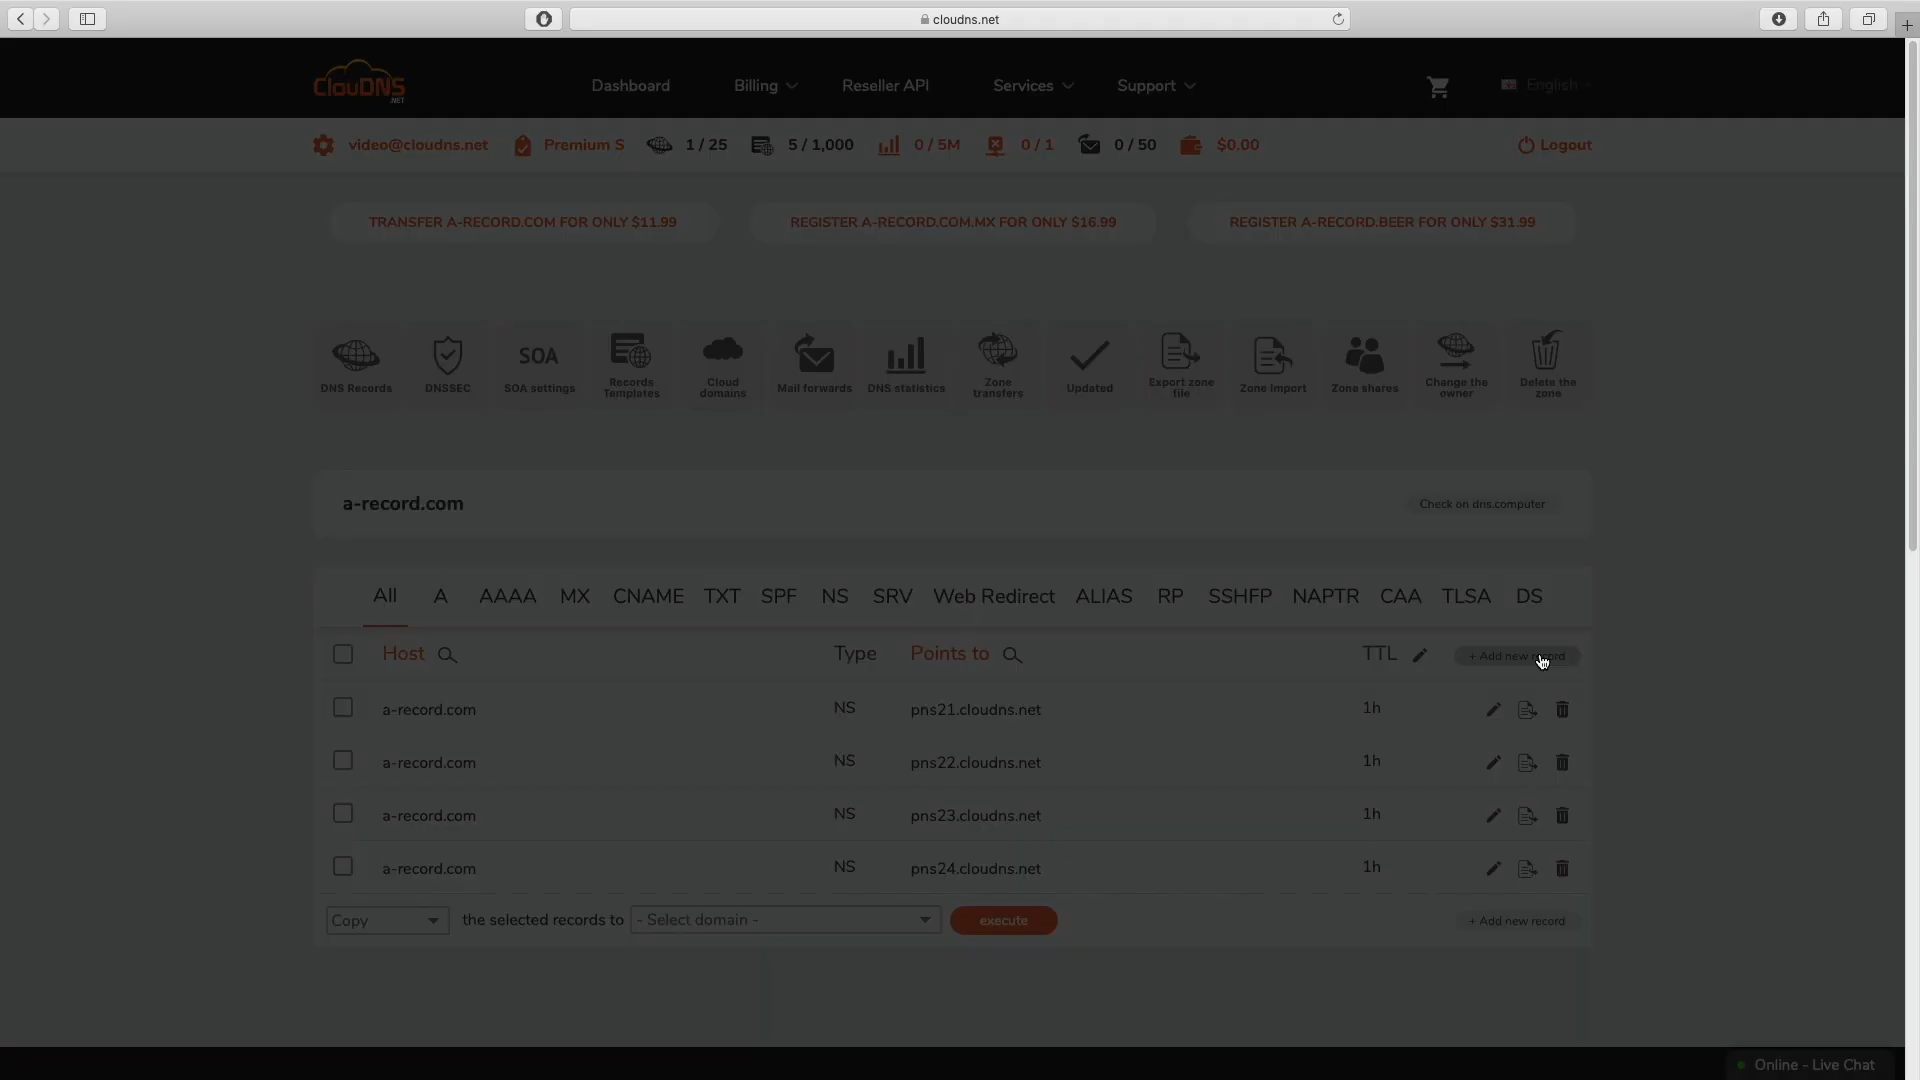 cloudns.net
ClouDNS
.NET
Dashboard Billing Reseller API Services Support English
video@cloudns.net Premium S 1 / 25 5 / 1,000 0 / 5M 0 / 1 0 / 50 $0.00 Logout
TRANSFER A-RECORD.COM FOR ONLY $11.99 REGISTER A-RECORD.COM.MX FOR ONLY $16.99 REGISTER A-RECORD.BEER FOR ONLY $31.99
SOA
DNS Records DNSSEC SOA settings Records Templates Cloud domains Mail forwards DNS statistics Zone transfers Updated Export zone file Zone Import Zone shares Change the owner Delete the zone
a-record.com Check on dns.computer
All A AAAA MX CNAME TXT SPF NS SRV Web Redirect ALIAS RP SSHFP NAPTR CAA TLSA DS
Host Type Points to TTL + Add new record
a-record.com NS pns21.cloudns.net 1h
a-record.com NS pns22.cloudns.net 1h
a-record.com NS pns23.cloudns.net 1h
a-record.com NS pns24.cloudns.net 1h
Copy the selected records to - Select domain - execute + Add new record
Online - Live Chat